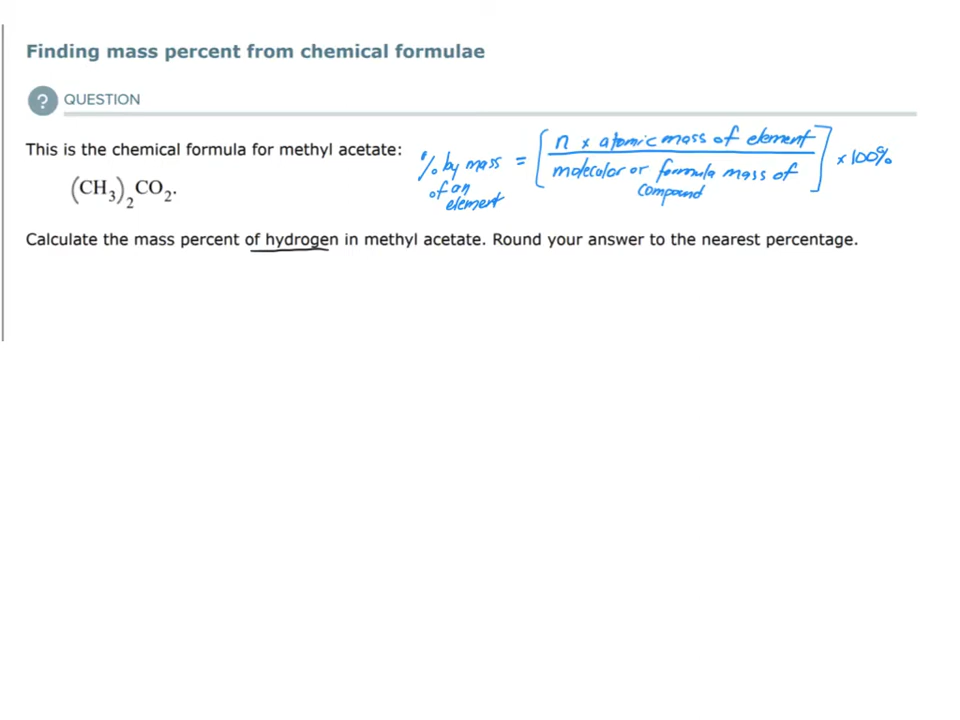 Finding mass percent from chemical formulae
? QUESTION
This is the chemical formula for methyl acetate:
(CH₃)₂CO₂.
% by mass of an element = [n x atomic mass of element / molecular or formula mass of compound] x 100%
Calculate the mass percent of hydrogen in methyl acetate. Round your answer to the nearest percentage.